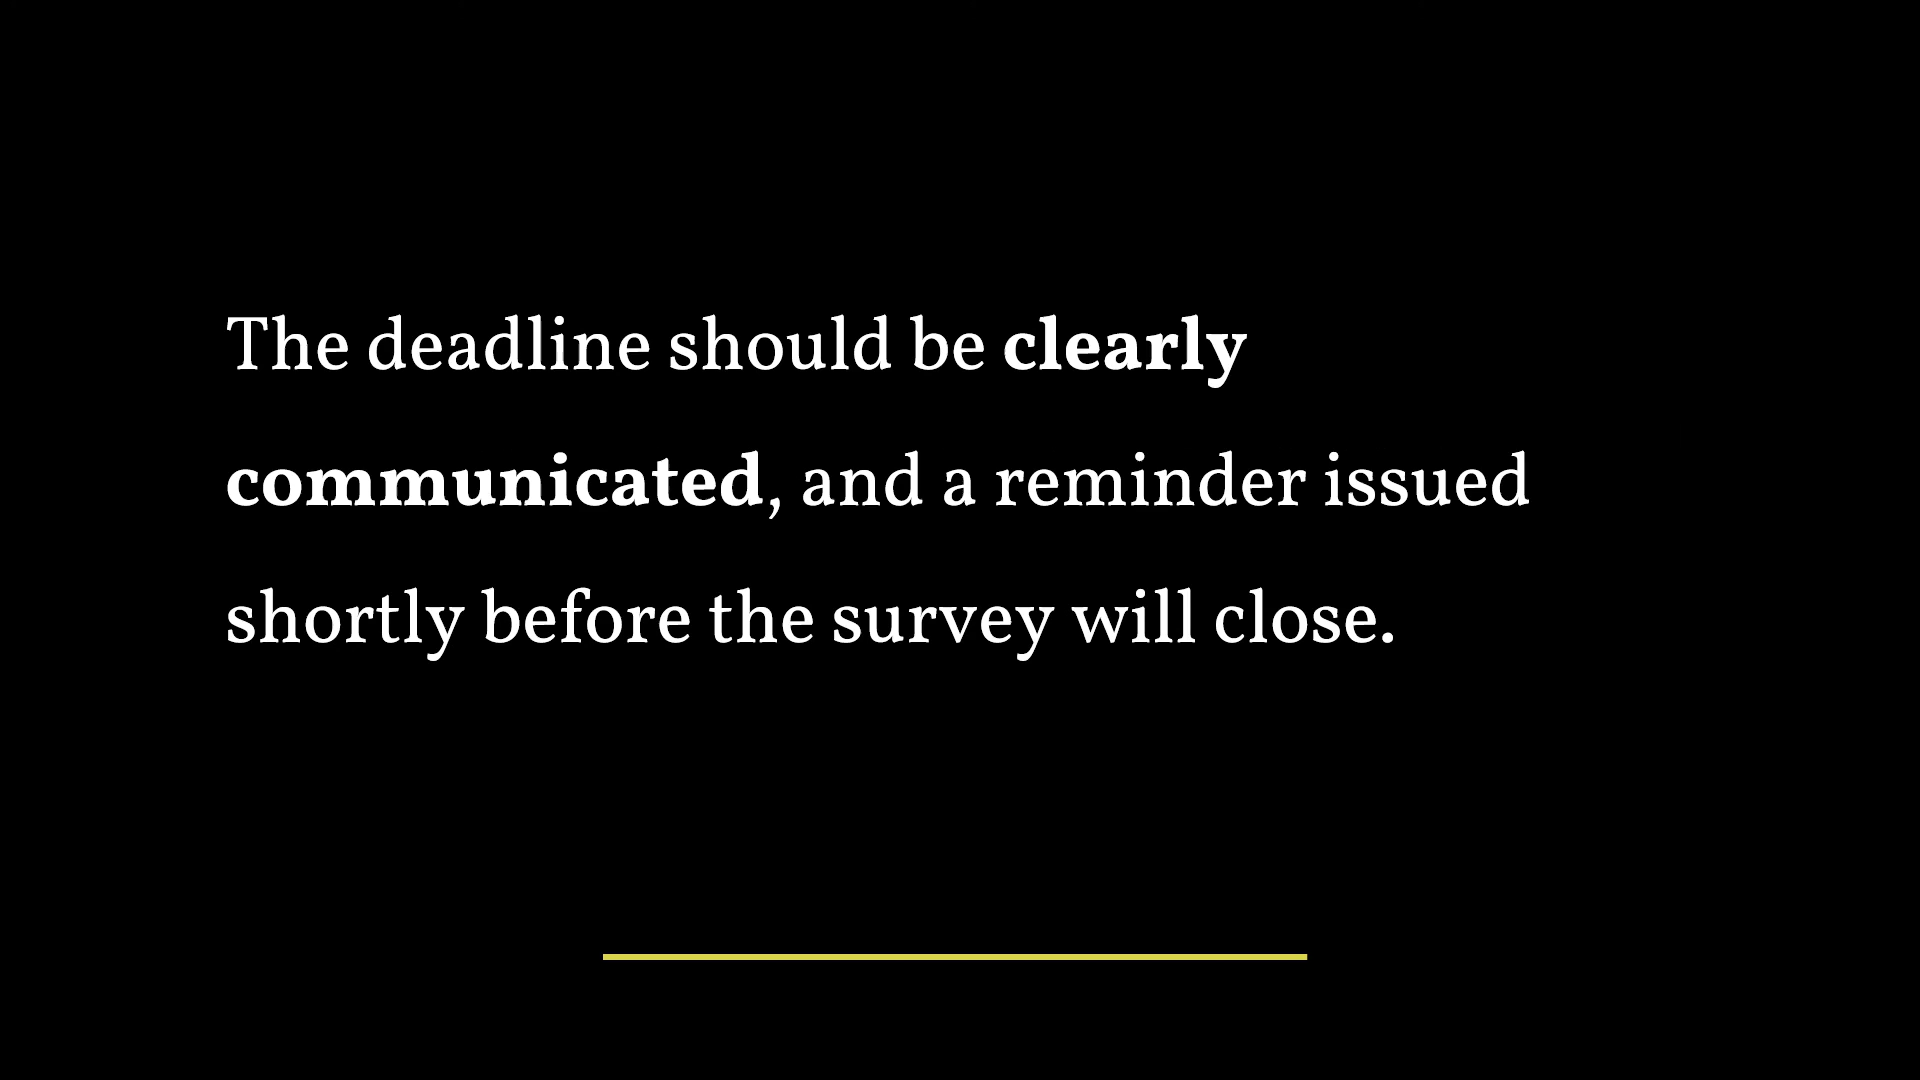 The deadline should be clearly
communicated, and a reminder issued
shortly before the survey will close.